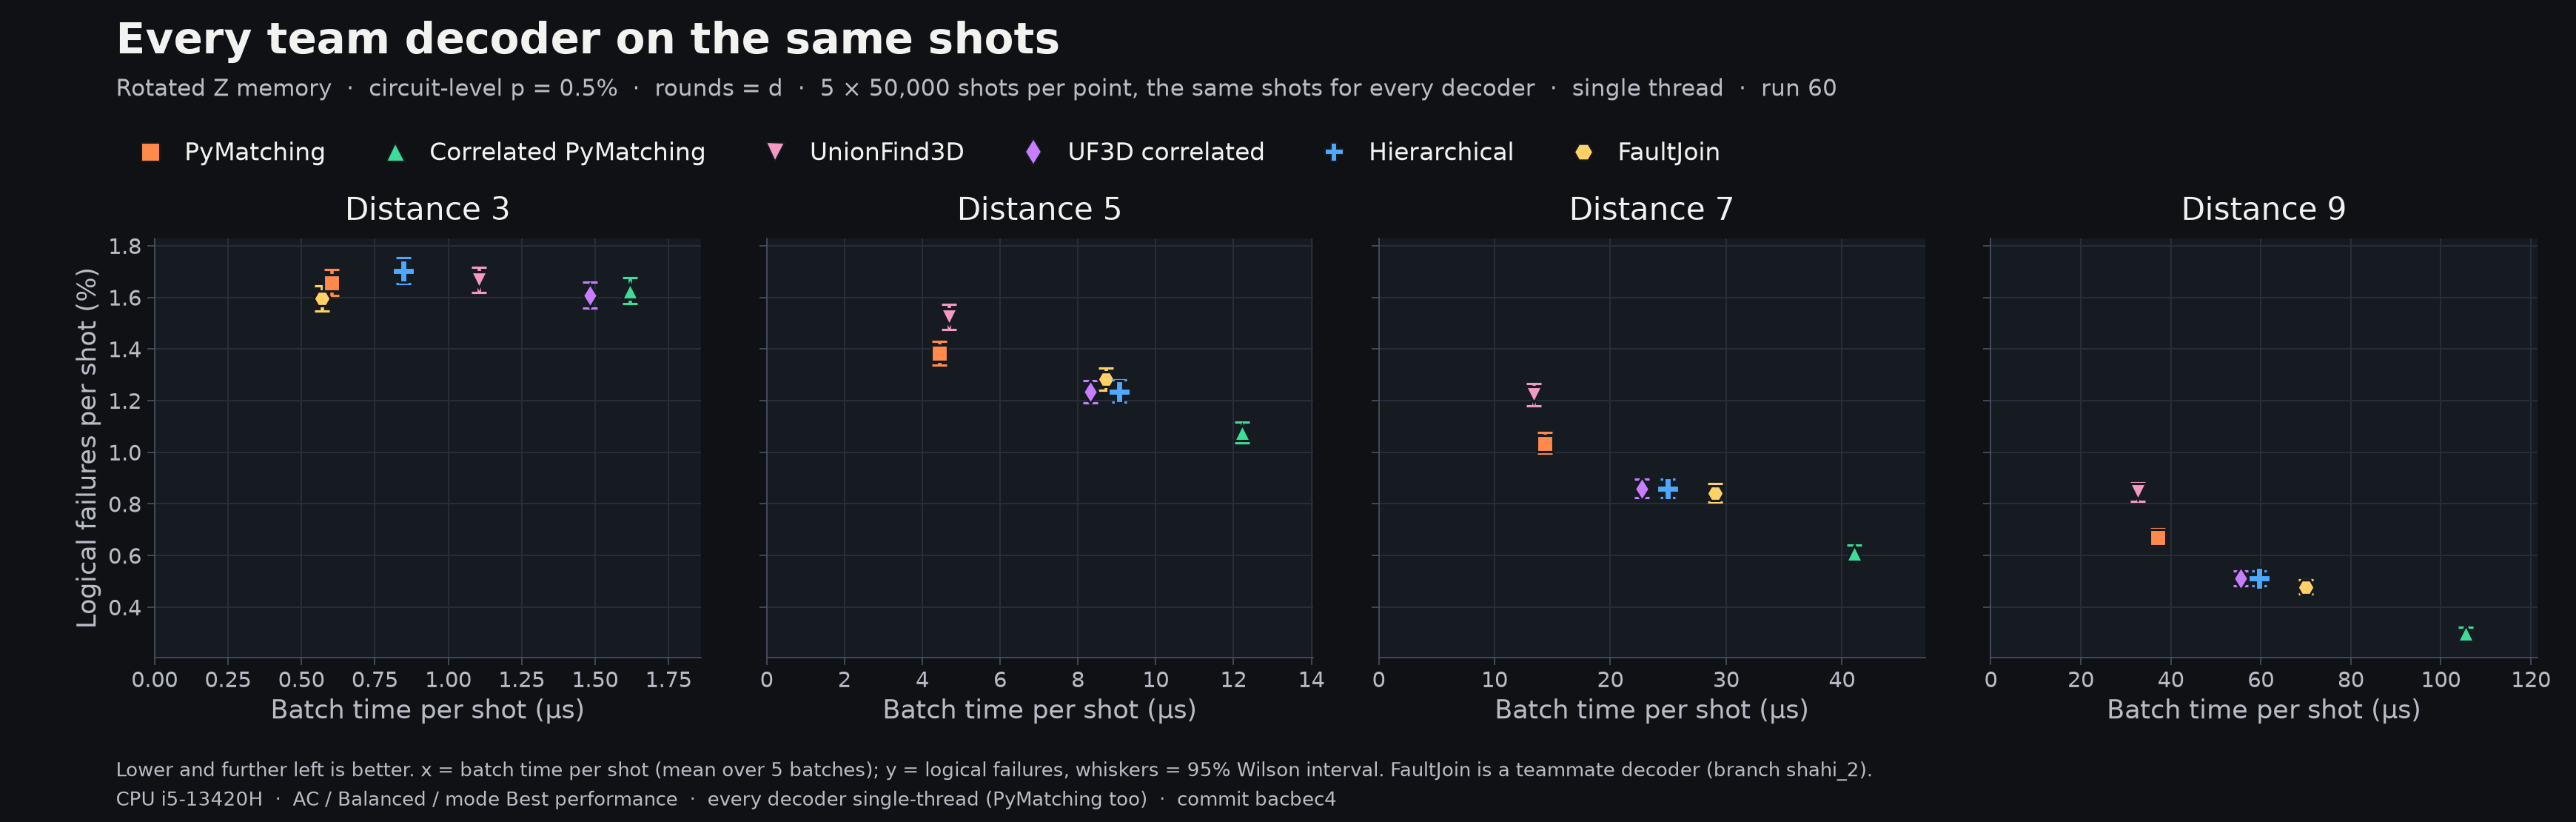 Every team decoder on the same shots
Rotated Z memory · circuit-level p = 0.5% · rounds = d · 5 × 50,000 shots per point, the same shots for every decoder · single thread · run 60
PyMatching Correlated PyMatching UnionFind3D UF3D correlated Hierarchical FaultJoin
Distance 3 Distance 5 Distance 7 Distance 9
Logical failures per shot (%)
1.8
1.6
1.4
1.2
1.0
0.8
0.6
0.4
0.00 0.25 0.50 0.75 1.00 1.25 1.50 1.75 0 2 4 6 8 10 12 14 0 10 20 30 40 0 20 40 60 80 100 120
Batch time per shot (µs) Batch time per shot (µs) Batch time per shot (µs) Batch time per shot (µs)
Lower and further left is better. x = batch time per shot (mean over 5 batches); y = logical failures, whiskers = 95% Wilson interval. FaultJoin is a teammate decoder (branch shahi_2).
CPU i5-13420H · AC / Balanced / mode Best performance · every decoder single-thread (PyMatching too) · commit bacbec4